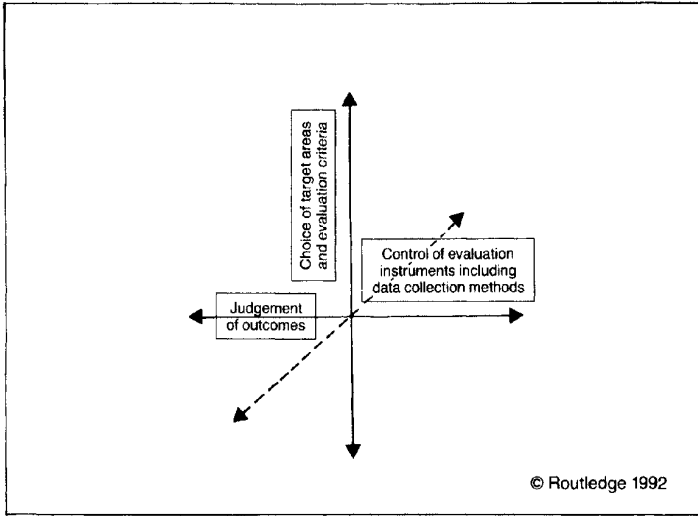 Choice of target areas
and evaluation criteria
Control of evaluation
instruments including
data collection methods
Judgement
of outcomes
© Routledge 1992